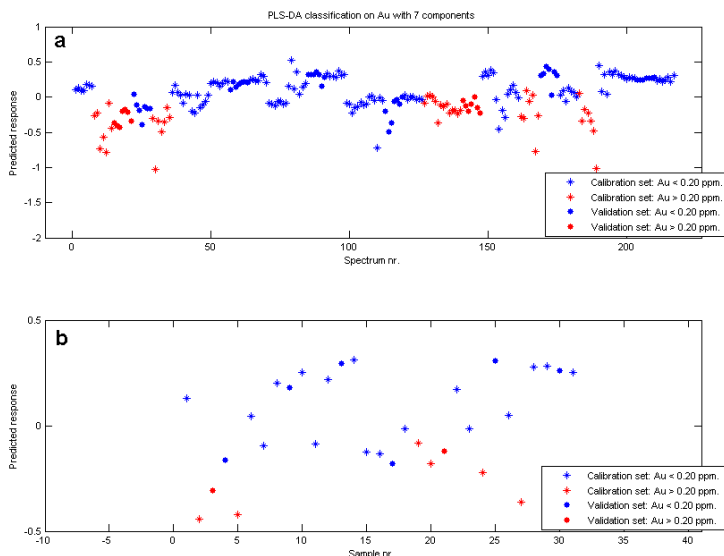 PLS-DA classification on Au with 7 components
a
1
0.5
0
-0.5
-1
-1.5
-2
Predicted response
-10
0
50
100
150
200
Spectrum nr.
Calibration set: Au < 0.20 ppm.
Calibration set: Au > 0.20 ppm.
Validation set: Au < 0.20 ppm.
Validation set: Au > 0.20 ppm.
b
0.5
0
-0.5
Predicted response
-10
-5
0
5
10
15
20
25
30
35
40
Sample nr.
Calibration set: Au < 0.20 ppm.
Calibration set: Au > 0.20 ppm.
Validation set: Au < 0.20 ppm.
Validation set: Au > 0.20 ppm.